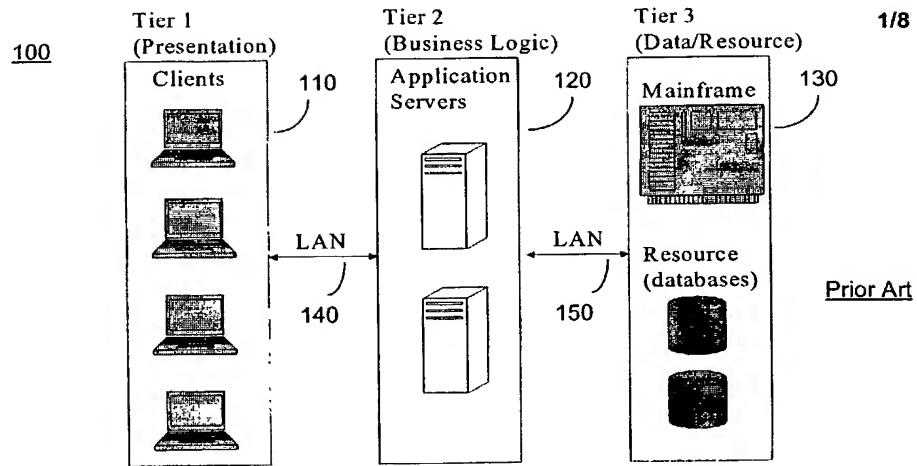 100
Tier 1
(Presentation)
Clients
110
Tier 2
(Business Logic)
Application
Servers
120
Tier 3
(Data/Resource)
Mainframe
130
1/8
LAN
140
LAN
150
Resource
(databases)
Prior Art